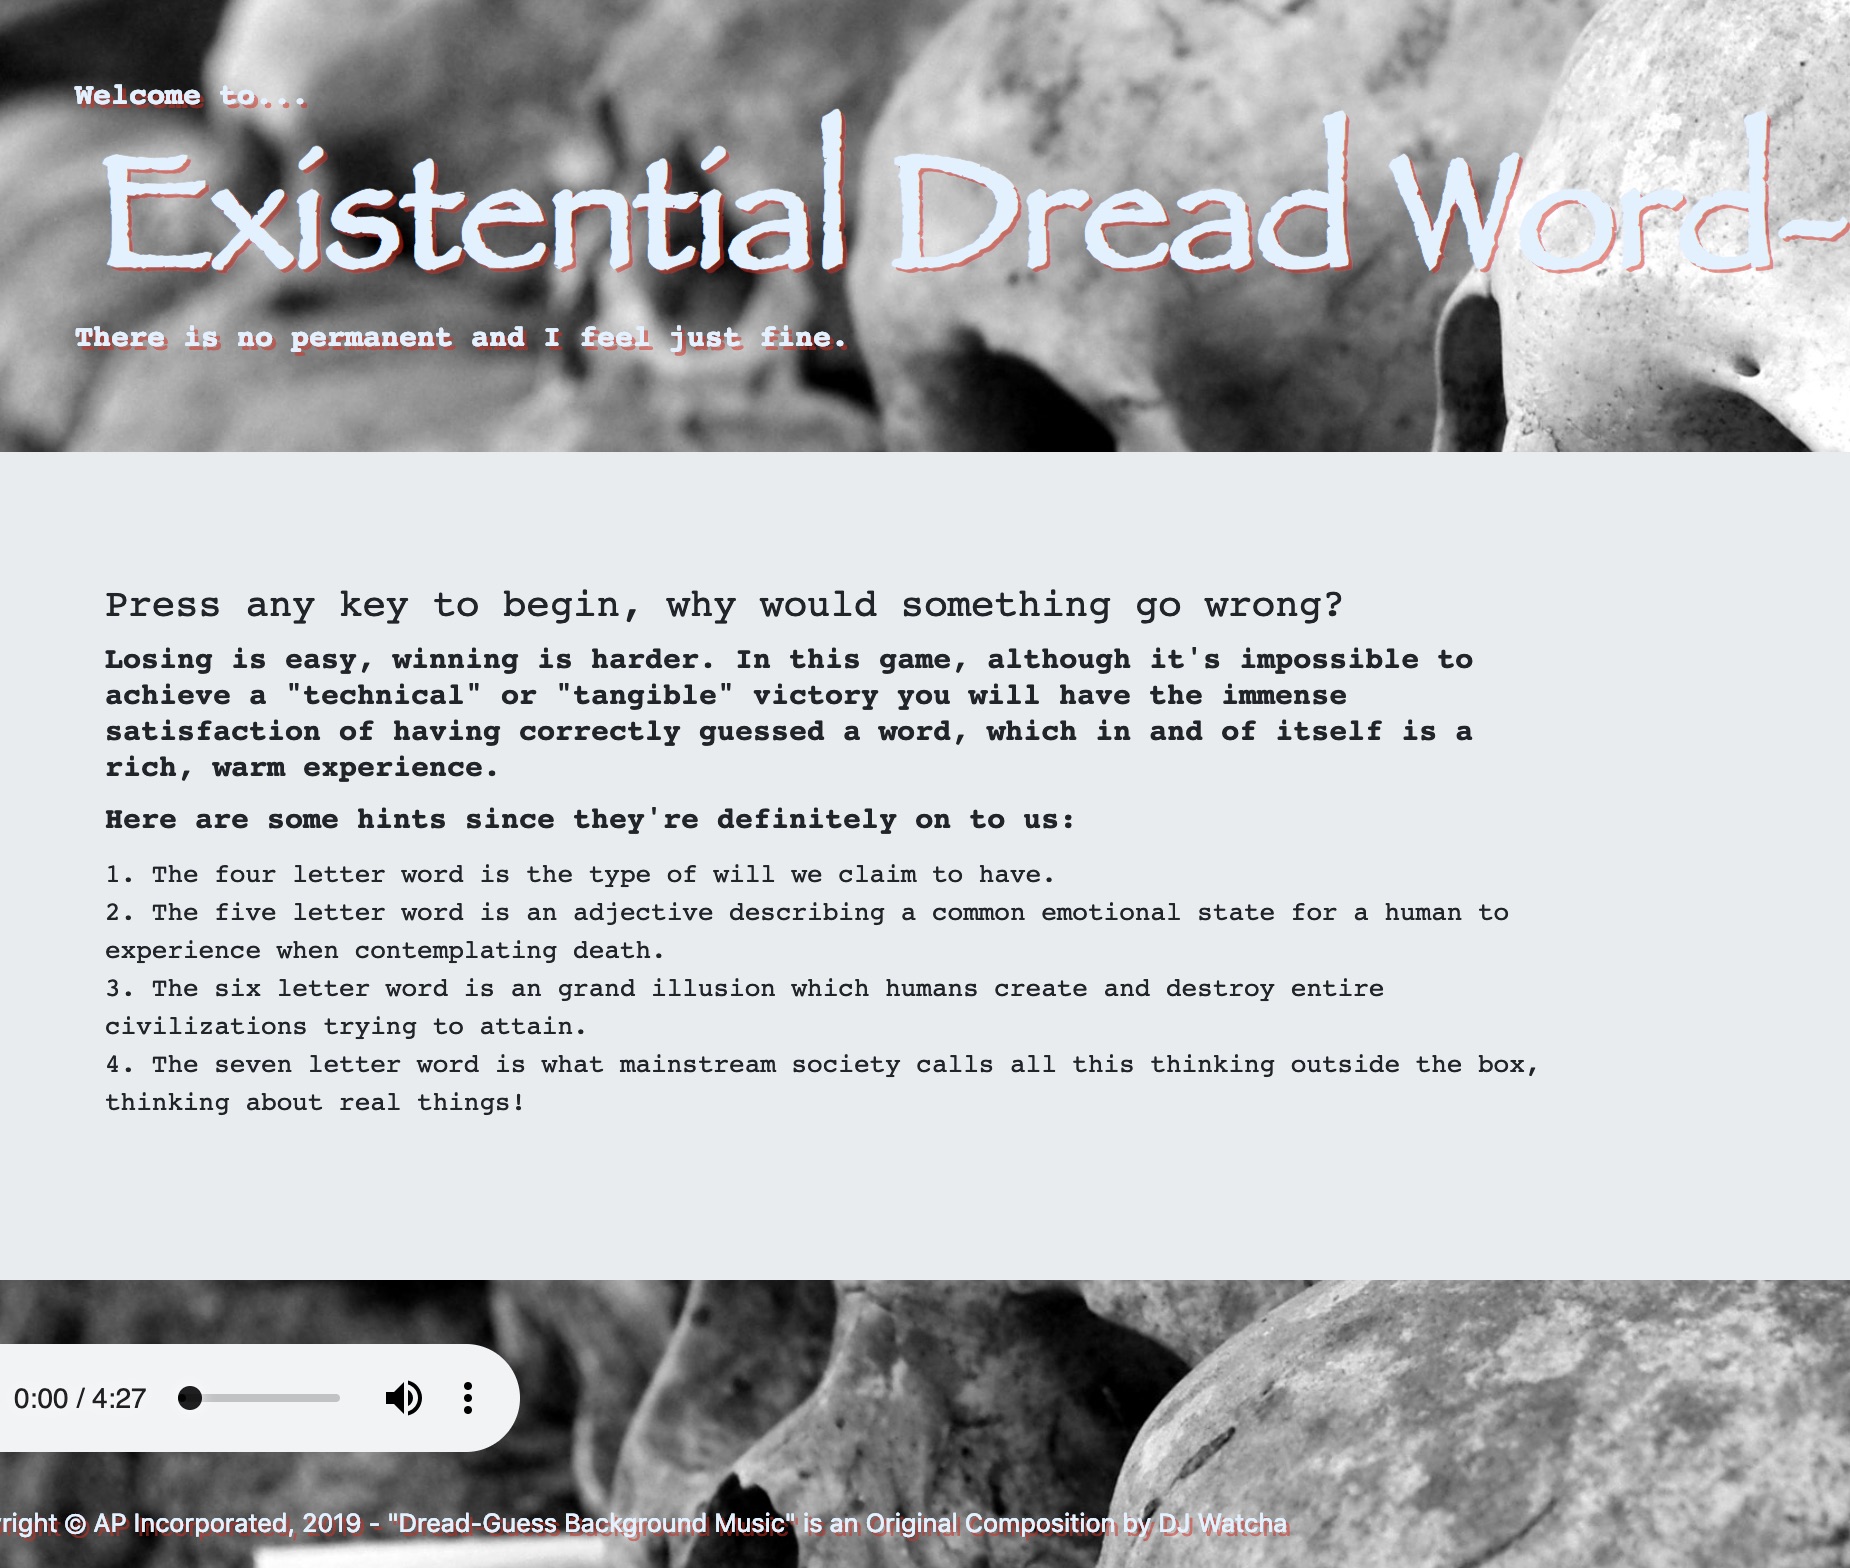 Welcome to...
Existential Dread Word-
There is no permanent and I feel just fine.
Press any key to begin, why would something go wrong?
Losing is easy, winning is harder. In this game, although it's impossible to
achieve a "technical" or "tangible" victory you will have the immense
satisfaction of having correctly guessed a word, which in and of itself is a
rich, warm experience.
Here are some hints since they're definitely on to us:
1. The four letter word is the type of will we claim to have.
2. The five letter word is an adjective describing a common emotional state for a human to
experience when contemplating death.
3. The six letter word is an grand illusion which humans create and destroy entire
civilizations trying to attain.
4. The seven letter word is what mainstream society calls all this thinking outside the box,
thinking about real things!
0:00 / 4:27
right © AP Incorporated, 2019 - "Dread-Guess Background Music" is an Original Composition by DJ Watcha